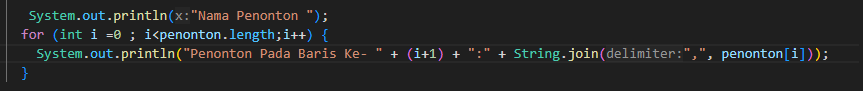 System.out.println(x:"Nama Penonton ");
for (int i =0 ; i<penonton.length;i++) {
System.out.println("Penonton Pada Baris Ke- " + (i+1) + ":" + String.join(delimiter:",", penonton[i]));
}